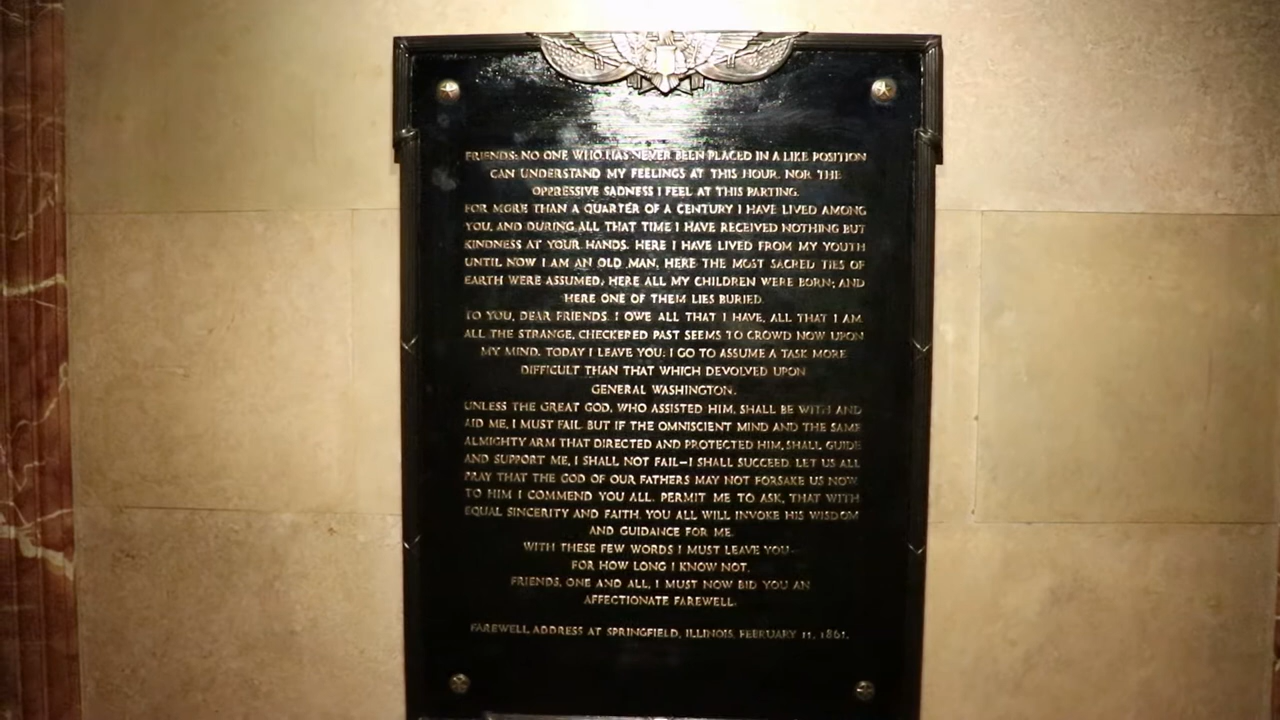 FRIENDS: NO ONE WHO HAS NEVER BEEN PLACED IN A LIKE POSITION
CAN UNDERSTAND MY FEELINGS AT THIS HOUR, NOR THE
OPPRESSIVE SADNESS I FEEL AT THIS PARTING.
FOR MORE THAN A QUARTER OF A CENTURY I HAVE LIVED AMONG
YOU, AND DURING ALL THAT TIME I HAVE RECEIVED NOTHING BUT
KINDNESS AT YOUR HANDS. HERE I HAVE LIVED FROM MY YOUTH
UNTIL NOW I AM AN OLD MAN. HERE THE MOST SACRED TIES OF
EARTH WERE ASSUMED; HERE ALL MY CHILDREN WERE BORN; AND
HERE ONE OF THEM LIES BURIED.
TO YOU, DEAR FRIENDS, I OWE ALL THAT I HAVE, ALL THAT I AM.
ALL THE STRANGE, CHECKERED PAST SEEMS TO CROWD NOW UPON
MY MIND. TODAY I LEAVE YOU; I GO TO ASSUME A TASK MORE
DIFFICULT THAN THAT WHICH DEVOLVED UPON
GENERAL WASHINGTON.
UNLESS THE GREAT GOD, WHO ASSISTED HIM, SHALL BE WITH AND
AID ME, I MUST FAIL. BUT IF THE OMNISCIENT MIND AND THE SAME
ALMIGHTY ARM THAT DIRECTED AND PROTECTED HIM, SHALL GUIDE
AND SUPPORT ME, I SHALL NOT FAIL—I SHALL SUCCEED. LET US ALL
PRAY THAT THE GOD OF OUR FATHERS MAY NOT FORSAKE US NOW.
TO HIM I COMMEND YOU ALL. PERMIT ME TO ASK, THAT WITH
EQUAL SINCERITY AND FAITH, YOU ALL WILL INVOKE HIS WISDOM
AND GUIDANCE FOR ME.
WITH THESE FEW WORDS I MUST LEAVE YOU—
FOR HOW LONG I KNOW NOT.
FRIENDS, ONE AND ALL, I MUST NOW BID YOU AN
AFFECTIONATE FAREWELL.
FAREWELL ADDRESS AT SPRINGFIELD, ILLINOIS, FEBRUARY 11, 1861.